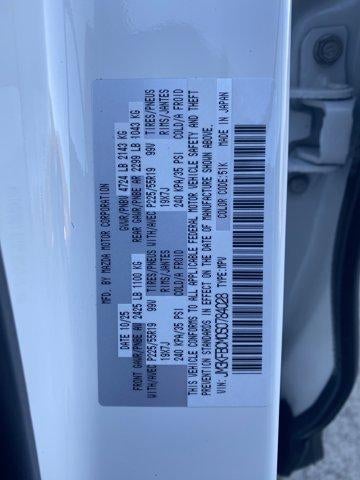 MFD. BY MAZDA MOTOR CORPORATION
DATE 10/25 GVWR/PNBV 4724 LB 2143 KG
FRONT GAWR/PNBE AV 2425 LB 1100 KG REAR GAWR/PNBE AR 2299 LB 1043 KG
WITH/AVEC P225/55R19 99V TIRES/PNEUS WITH/AVEC P225/55R19 99V TIRES/PNEUS
19X7J RIMS/JANTES 19X7J RIMS/JANTES
240 KPA/35 PSI COLD/A FROID 240 KPA/35 PSI COLD/A FROID
THIS VEHICLE CONFORMS TO ALL APPLICABLE FEDERAL MOTOR VEHICLE SAFETY AND THEFT
PREVENTION STANDARDS IN EFFECT ON THE DATE OF MANUFACTURE SHOWN ABOVE.
COLOR CODE:51K MADE IN JAPAN
VIN: TYPE:MPV